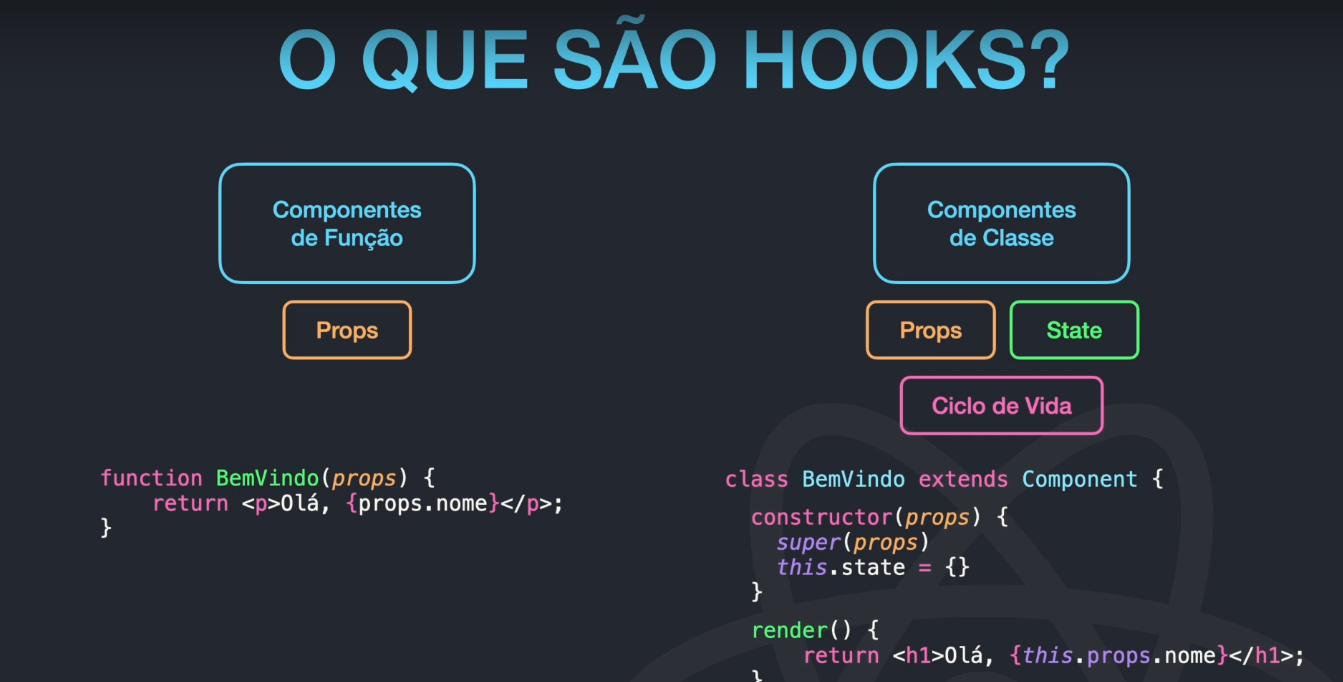 O QUE SÃO HOOKS?
Componentes
de Função
Props
function BemVindo(props) {
    return <p>Olá, {props.nome}</p>;
}
Componentes
de Classe
Props
State
Ciclo de Vida
class BemVindo extends Component {
  constructor(props) {
    super(props)
    this.state = {}
  }
  render() {
      return <h1>Olá, {this.props.nome}</h1>;
  }